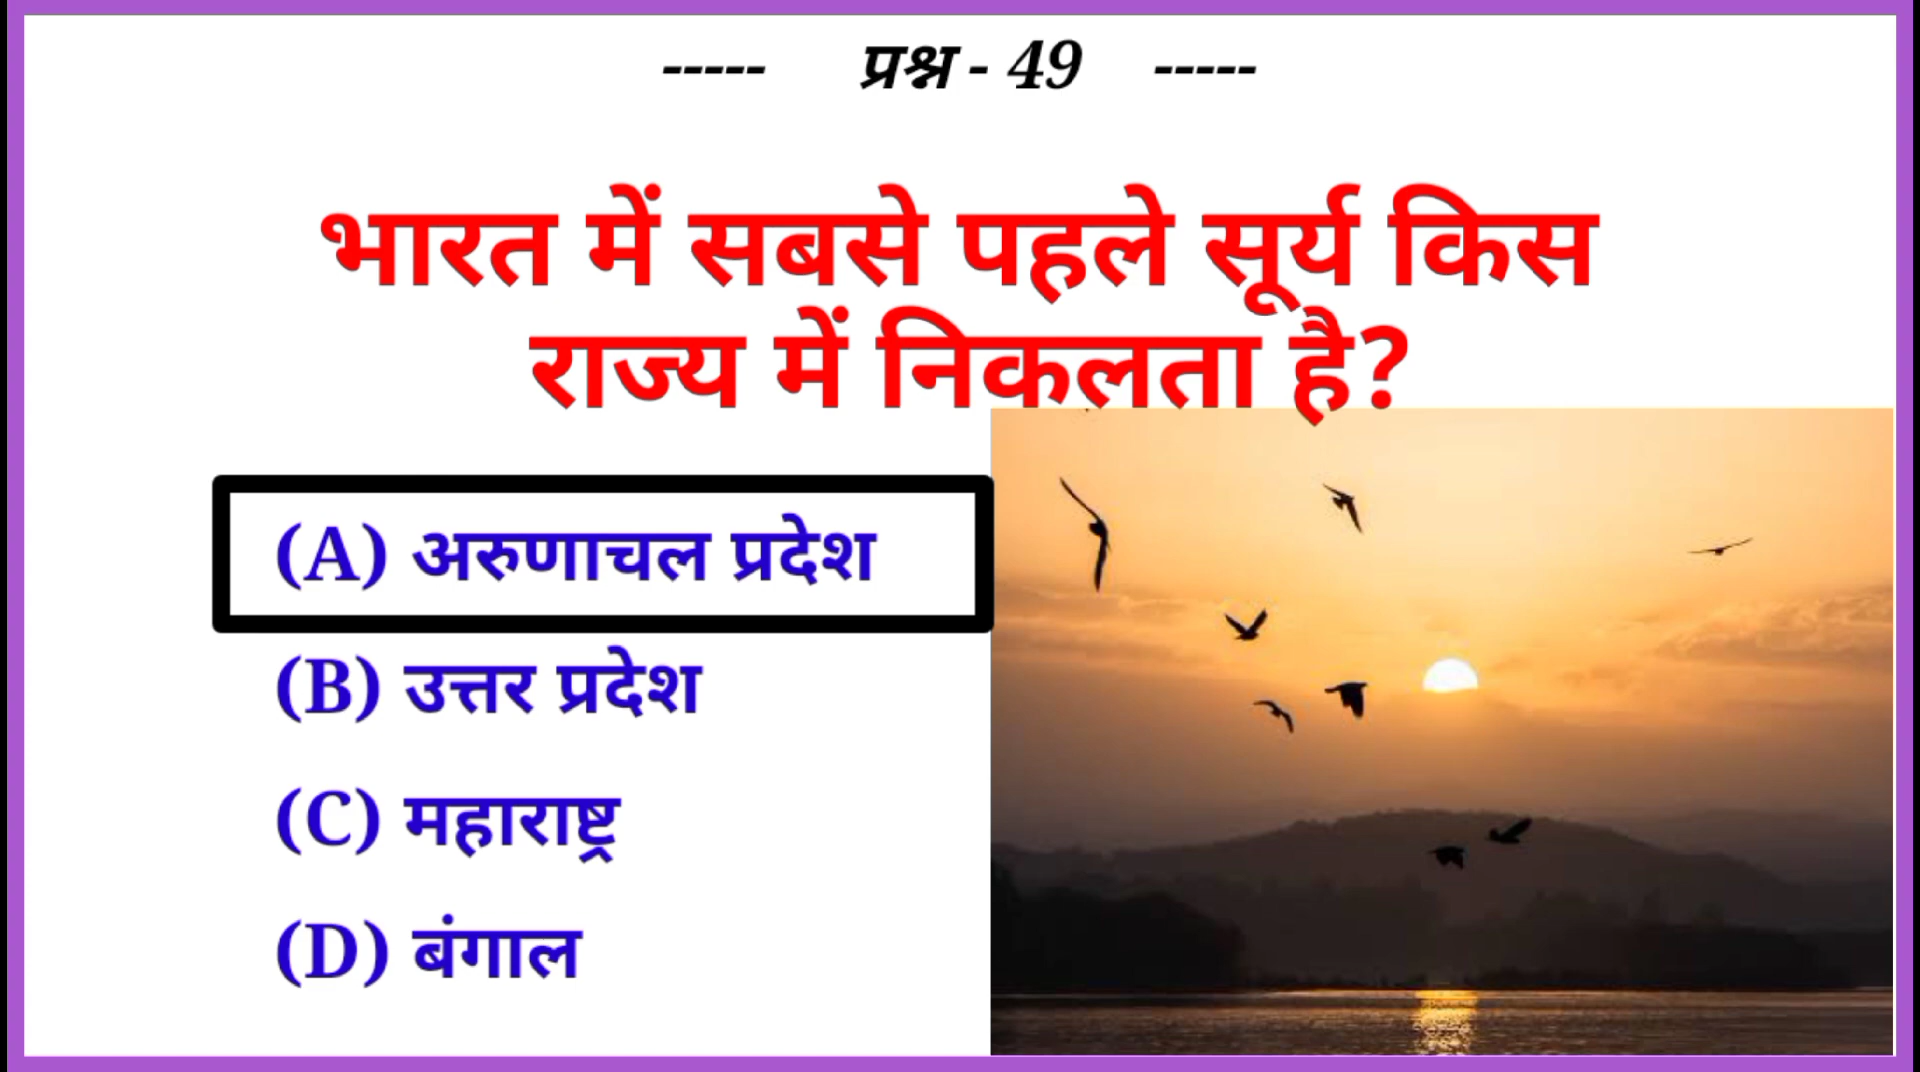 ----- प्रश्न - 49 -----
भारत में सबसे पहले सूर्य किस
राज्य में निकलता है?
(A) अरुणाचल प्रदेश
(B) उत्तर प्रदेश
(C) महाराष्ट्र
(D) बंगाल